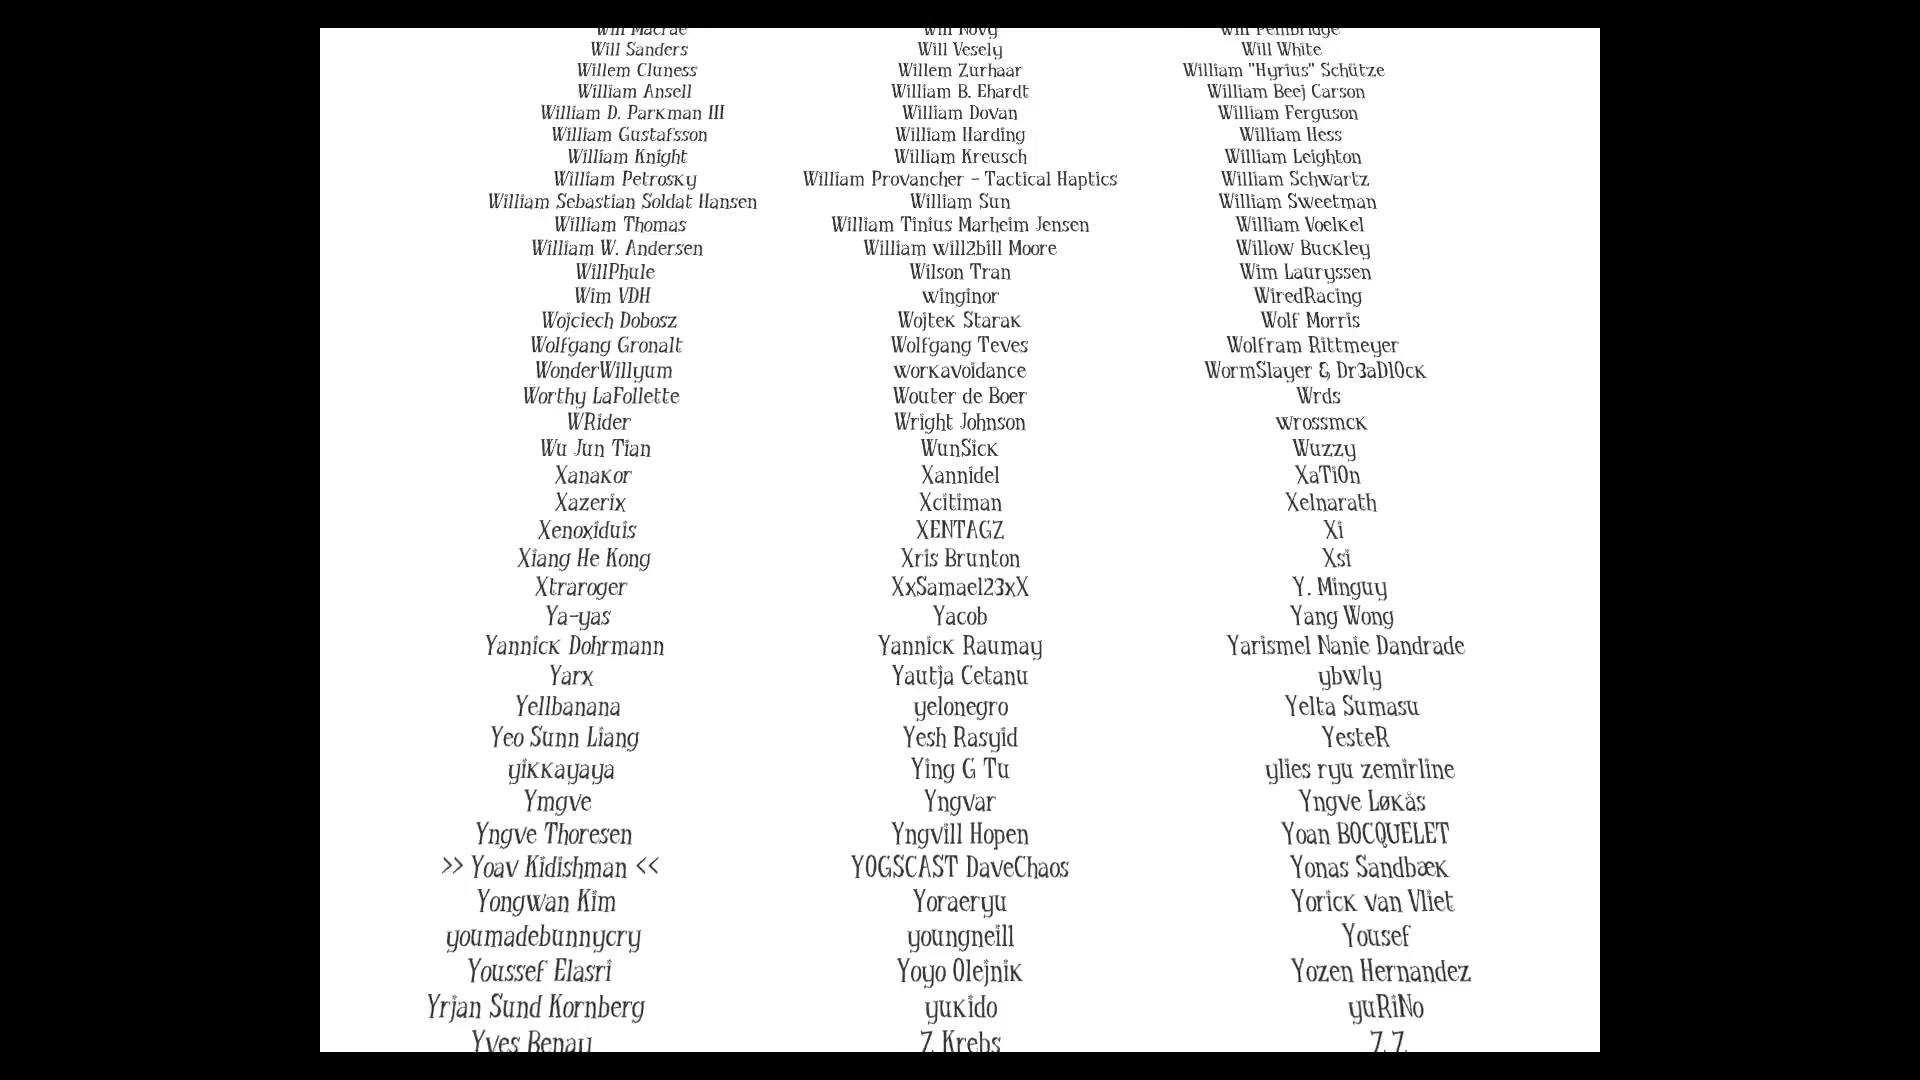 Will Macrae Will Novy Will Pembridge
Will Sanders Will Vesely Will White
Willem Cluness Willem Zurhaar William "Hyrius" Schütze
William Ansell William B. Ehardt William Beej Carson
William D. Parkman III William Dovan William Ferguson
William Gustafsson William Harding William Hess
William Knight William Kreusch William Leighton
William Petrosky William Provancher - Tactical Haptics William Schwartz
William Sebastian Soldat Hansen William Sun William Sweetman
William Thomas William Tinius Marheim Jensen William Voelkel
William W. Andersen William will2bill Moore Willow Buckley
WillPhule Wilson Tran Wim Lauryssen
Wim VDH winginor WiredRacing
Wojciech Dobosz Wojtek Starak Wolf Morris
Wolfgang Gronalt Wolfgang Teves Wolfram Rittmeyer
WonderWillyum workavoidance WormSlayer & Dr3aDl0ck
Worthy LaFollette Wouter de Boer Wrds
WRider Wright Johnson wrossmck
Wu Jun Tian WunSick Wuzzy
Xanakor Xannidel XaTi0n
Xazerix Xcitiman Xelnarath
Xenoxiduis XENTAGZ Xi
Xiang He Kong Xris Brunton Xsi
Xtraroger XxSamael23xX Y. Minguy
Ya-yas Yacob Yang Wong
Yannick Dohrmann Yannick Raumay Yarismel Nanie Dandrade
Yarx Yautja Cetanu ybwly
Yellbanana yelonegro Yelta Sumasu
Yeo Sunn Liang Yesh Rasyid YesteR
yikkayaya Ying G Tu ylies ryu zemirline
Ymgve Yngvar Yngve Løkås
Yngve Thoresen Yngvill Hopen Yoan BOCQUELET
>> Yoav Kidishman << YOGSCAST DaveChaos Yonas Sandbæk
Yongwan Kim Yoraeryu Yorick van Vliet
youmadebunnycry youngneill Yousef
Youssef Elasri Yoyo Olejnik Yozen Hernandez
Yrjan Sund Kornberg yukido yuRiNo
Yves Benay Z Krebs Z Z